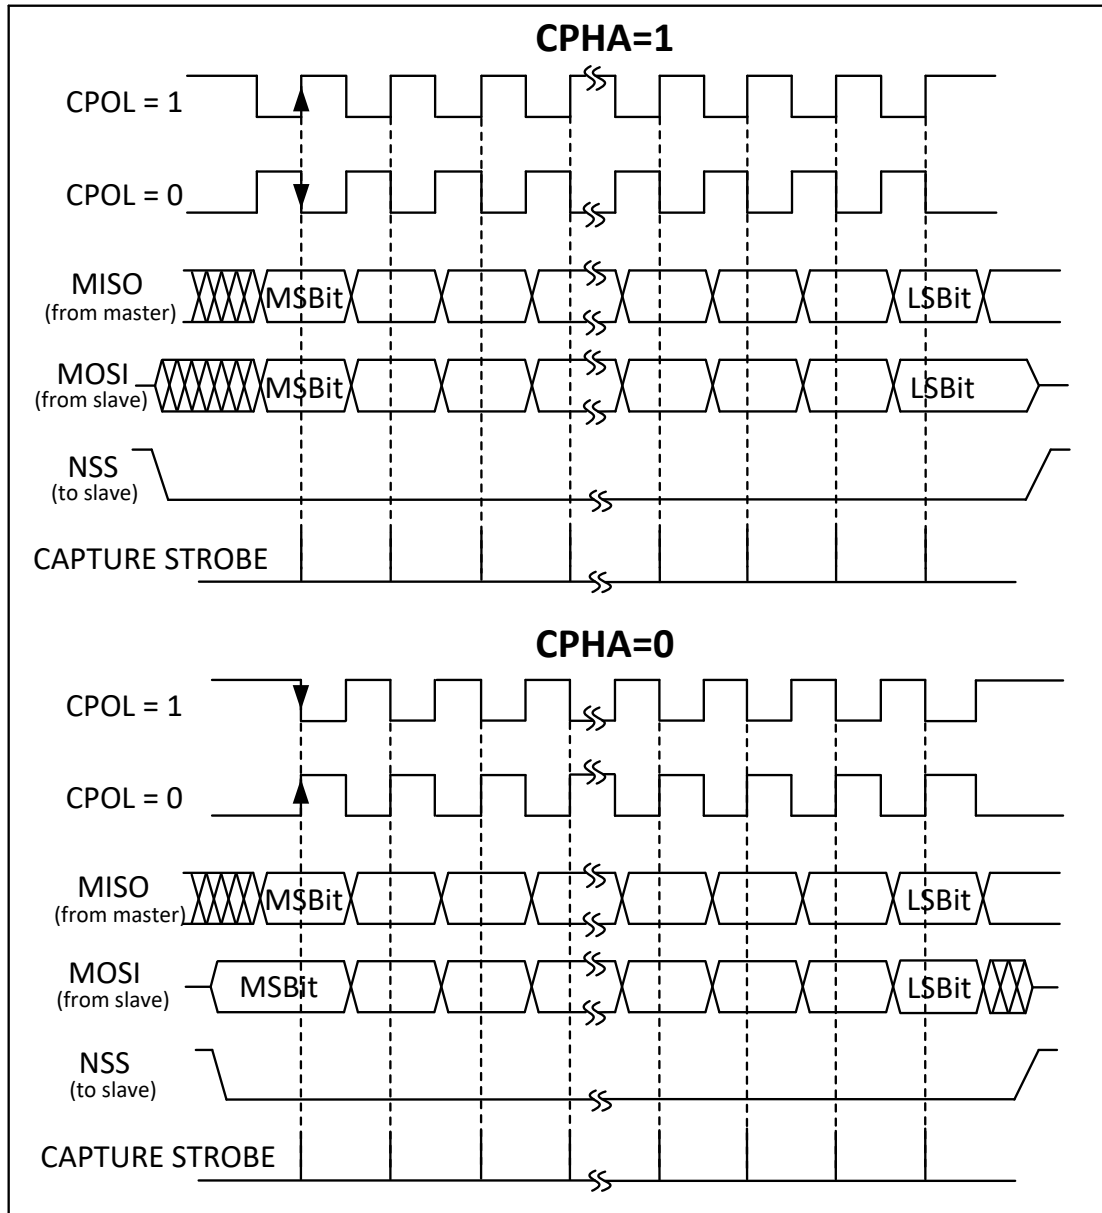 CPHA=1
CPOL = 1
CPOL = 0
MISO
(from master)
MSBit
LSBit
MOSI
(from slave)
MSBit
LSBit
NSS
(to slave)
CAPTURE STROBE
CPHA=0
CPOL = 1
CPOL = 0
MISO
(from master)
MSBit
LSBit
MOSI
(from slave)
MSBit
LSBit
NSS
(to slave)
CAPTURE STROBE